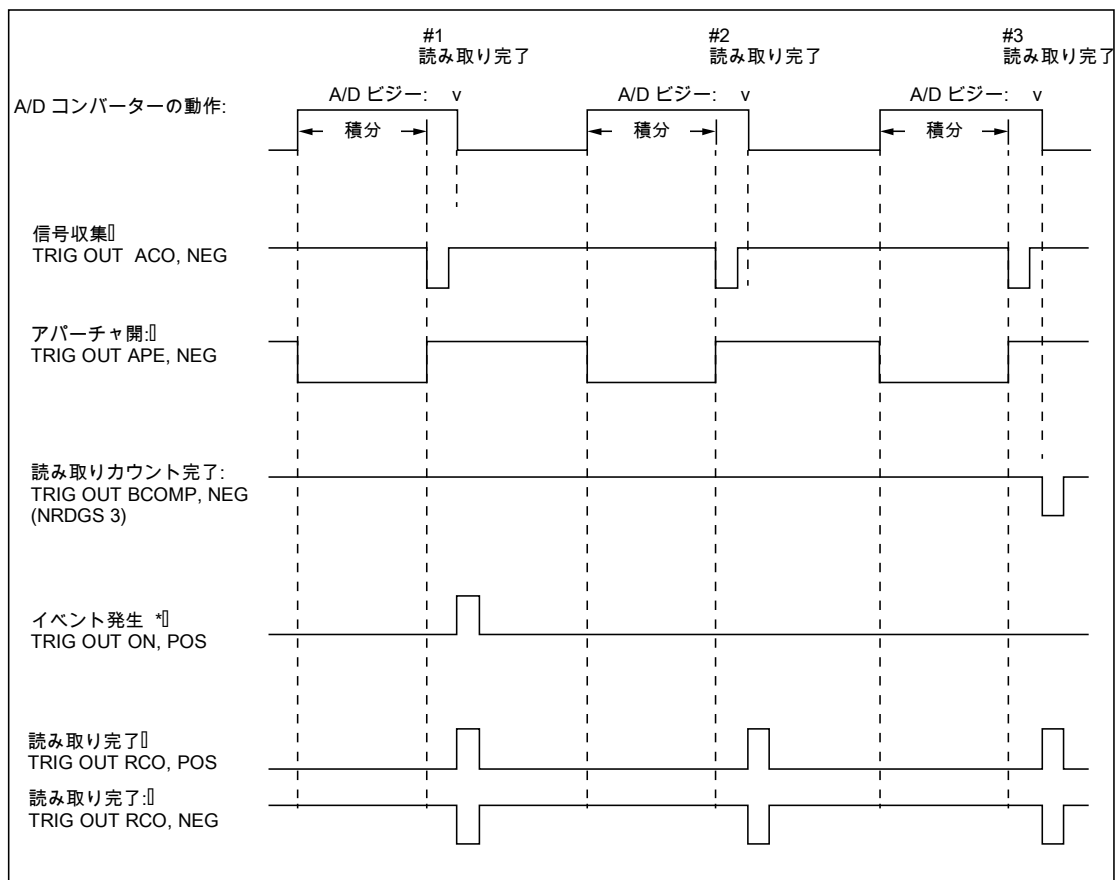 #1
読み取り完了
#2
読み取り完了
#3
読み取り完了
A/D コンバーターの動作:
A/D ビジー: v
A/D ビジー: v
A/D ビジー: v
積分
積分
積分
信号収集▯
TRIG OUT ACO, NEG
アパーチャ開:▯
TRIG OUT APE, NEG
読み取りカウント完了:
TRIG OUT BCOMP, NEG
(NRDGS 3)
イベント発生 *▯
TRIG OUT ON, POS
読み取り完了▯
TRIG OUT RCO, POS
読み取り完了:▯
TRIG OUT RCO, NEG